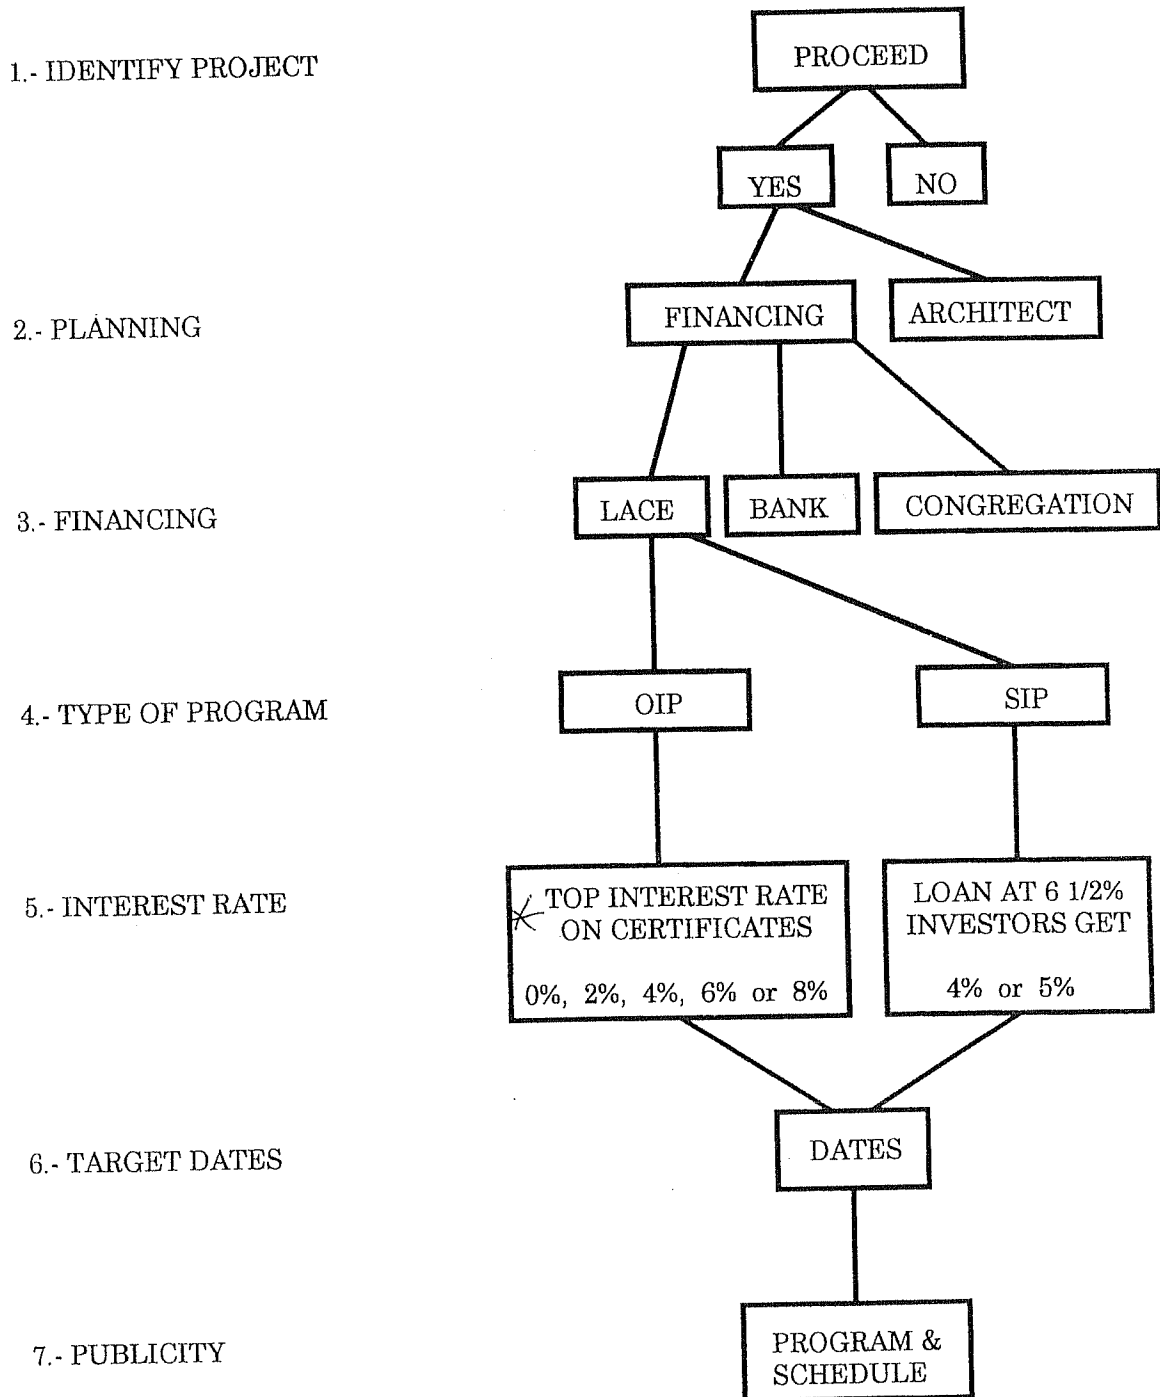 1.- IDENTIFY PROJECT
PROCEED
YES
NO
2.- PLANNING
FINANCING
ARCHITECT
3.- FINANCING
LACE
BANK
CONGREGATION
4.- TYPE OF PROGRAM
OIP
SIP
5.- INTEREST RATE
TOP INTEREST RATE
ON CERTIFICATES
0%, 2%, 4%, 6% or 8%
LOAN AT 6 1/2%
INVESTORS GET
4% or 5%
6.- TARGET DATES
DATES
7.- PUBLICITY
PROGRAM &
SCHEDULE